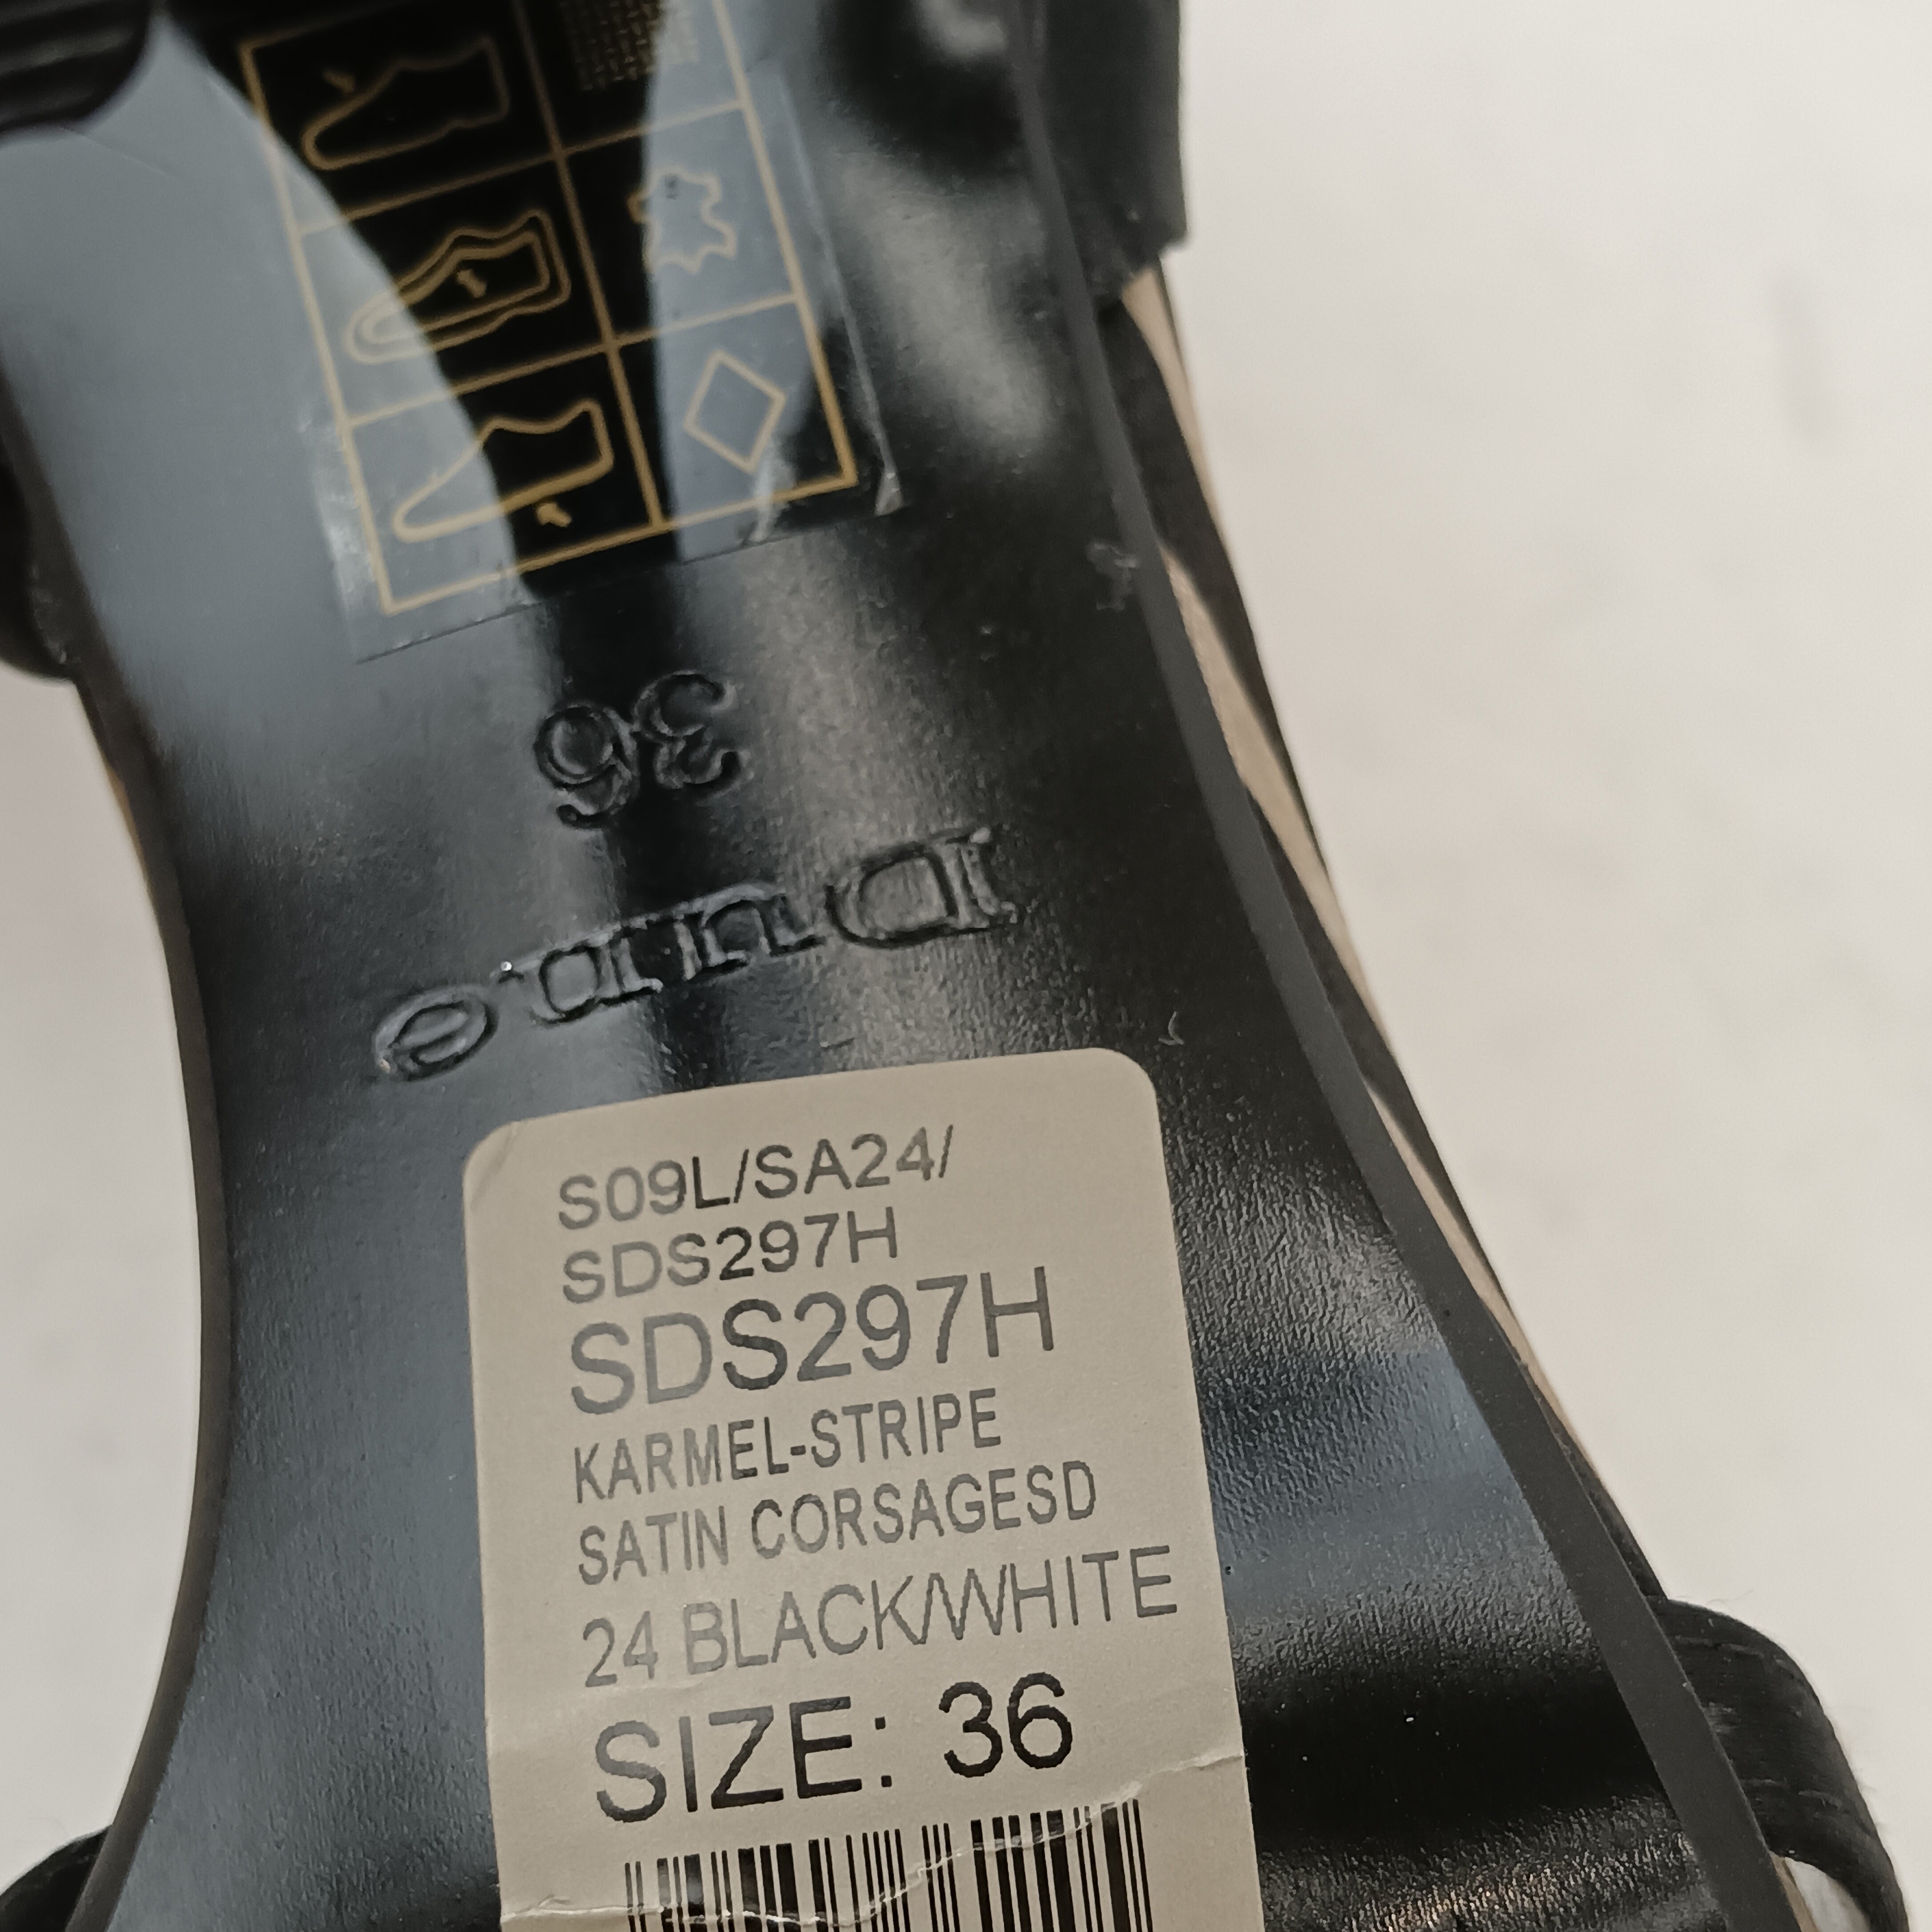 36
Dune
S09L/SA24/
SDS297H
SDS297H
KARMEL-STRIPE
SATIN CORSAGESD
24 BLACK/WHITE
SIZE: 36